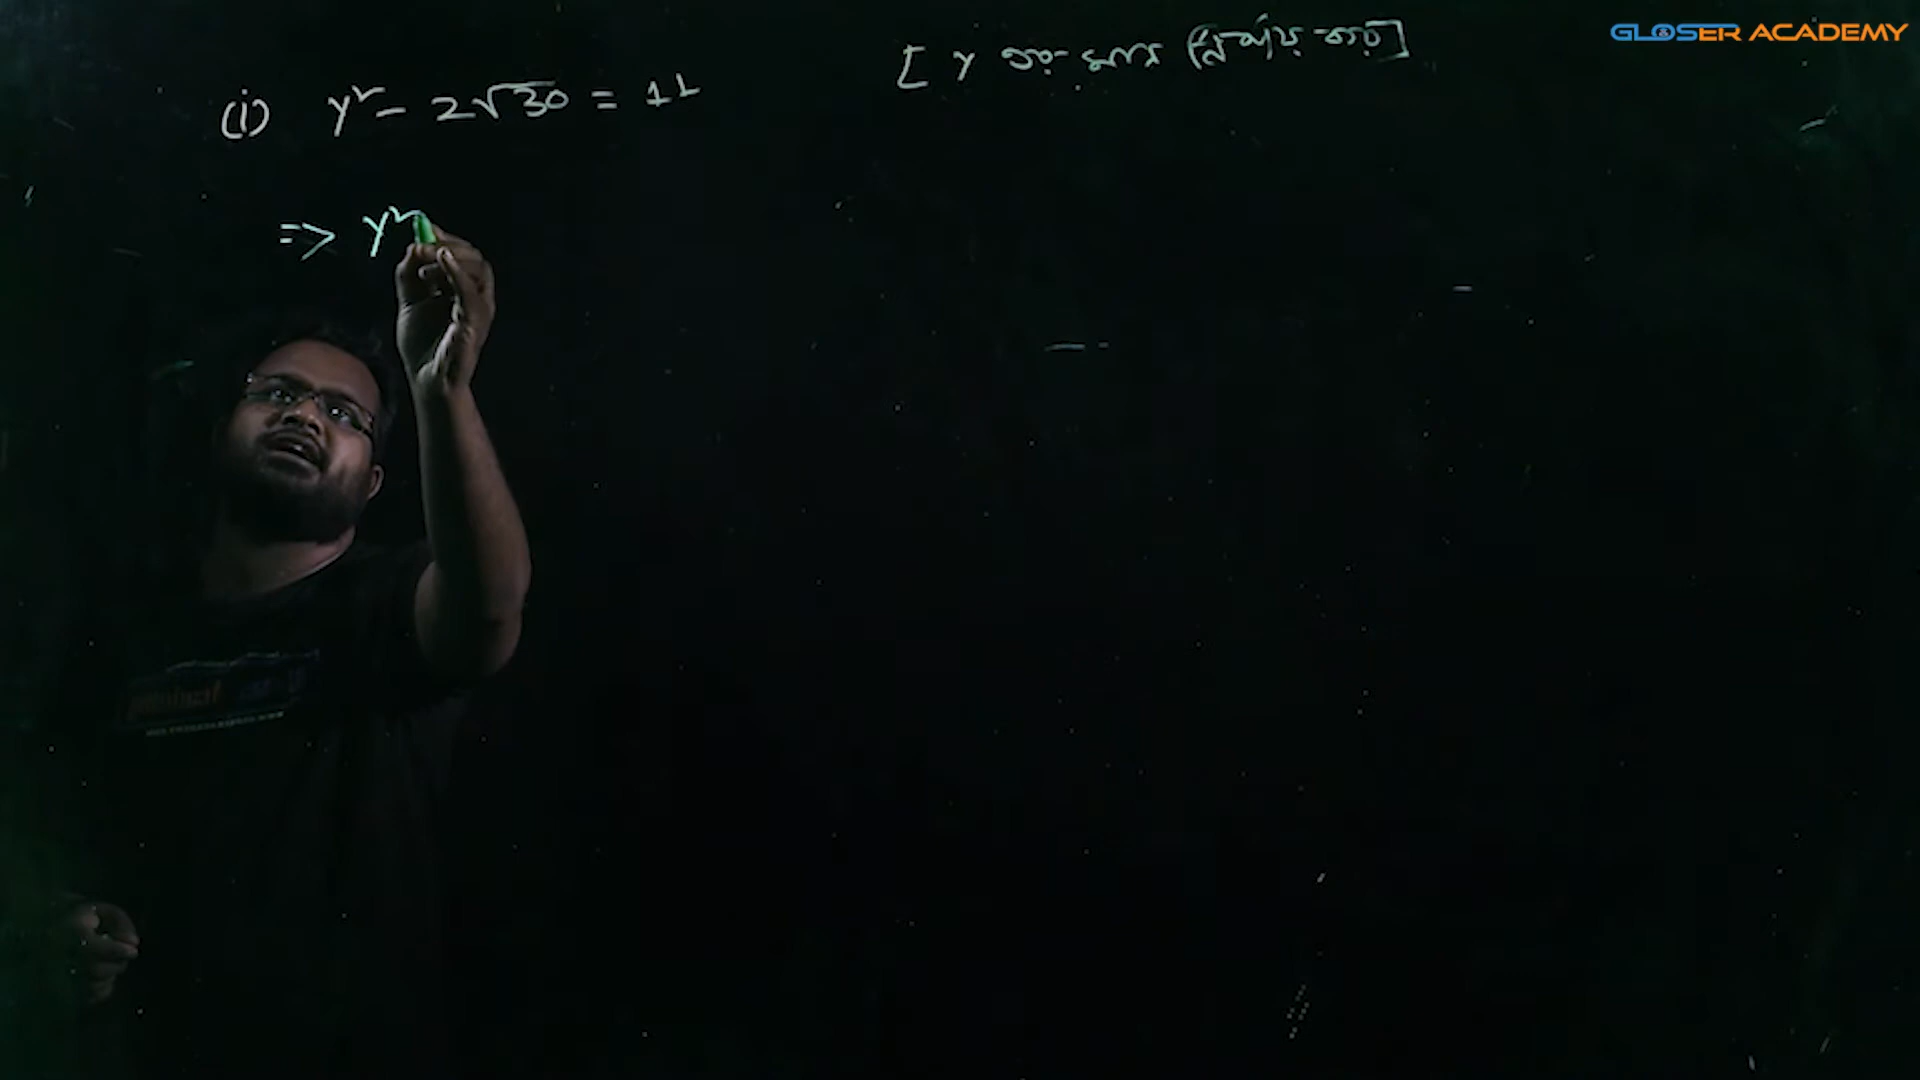 GLOSER ACADEMY
[ y এর মান নির্ণয় কর ]
(i) y² - 2√30 = 11
=> y²